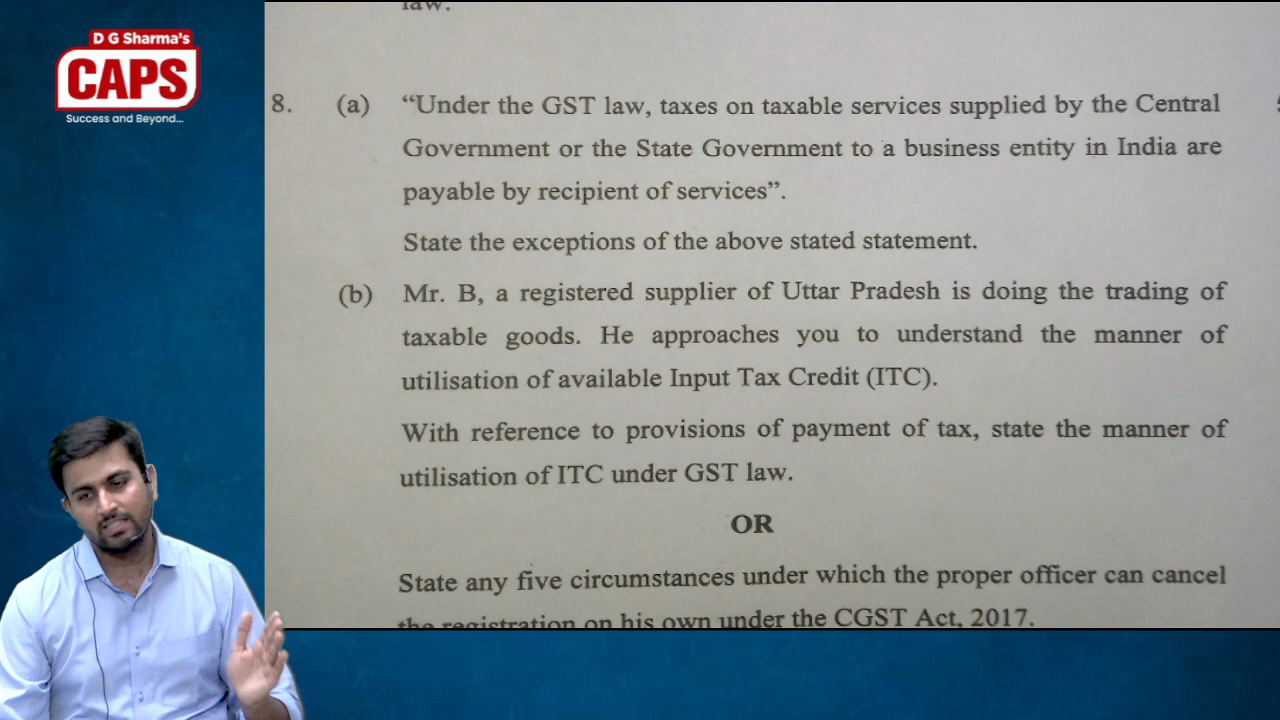 D G Sharma's
CAPS
Success and Beyond...
law.
8. (a) “Under the GST law, taxes on taxable services supplied by the Central
Government or the State Government to a business entity in India are
payable by recipient of services”.
State the exceptions of the above stated statement.
(b) Mr. B, a registered supplier of Uttar Pradesh is doing the trading of
taxable goods. He approaches you to understand the manner of
utilisation of available Input Tax Credit (ITC).
With reference to provisions of payment of tax, state the manner of
utilisation of ITC under GST law.
OR
State any five circumstances under which the proper officer can cancel
the registration on his own under the CGST Act, 2017.